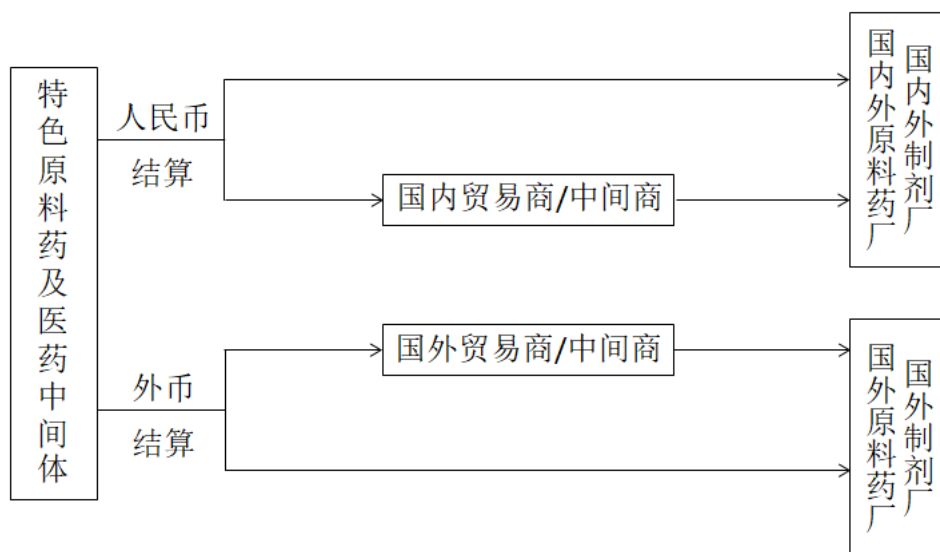 特色原料药及医药中间体
人民币
结算
国内贸易商/中间商
国内外制剂厂
国内外原料药厂
外币
结算
国外贸易商/中间商
国外制剂厂
国外原料药厂